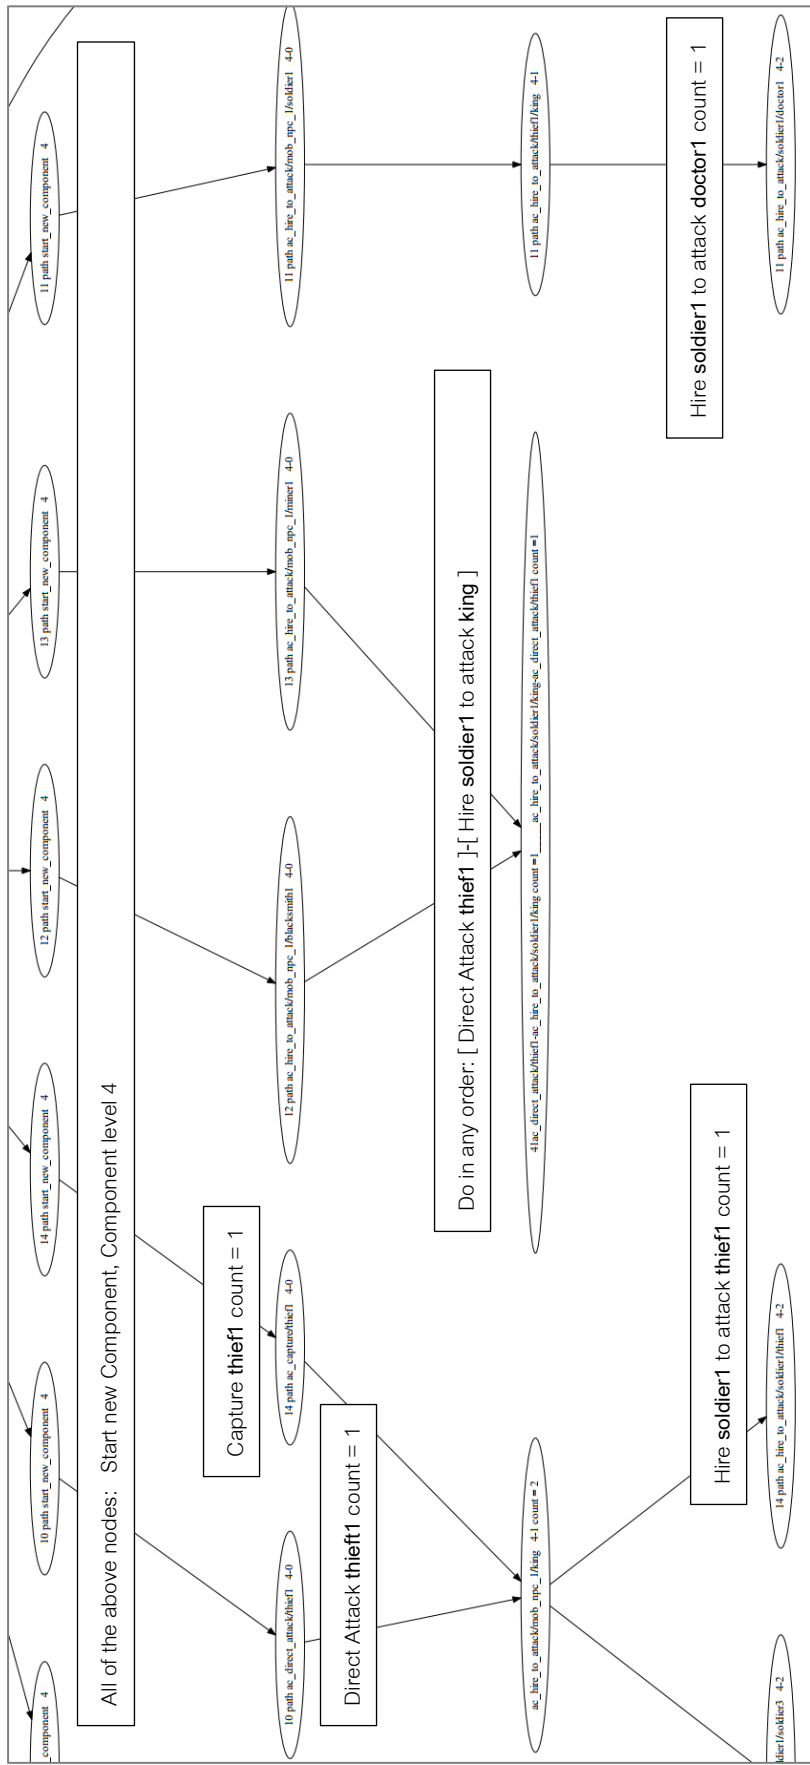 _component 4
10 path start_new_component 4
14 path start_new_component 4
12 path start_new_component 4
13 path start_new_component 4
11 path start_new_component 4
All of the above nodes: Start new Component, Component level 4
Capture thief1 count = 1
10 path ac_direct_attack/thief1 4-0
14 path ac_capture/thief1 4-0
12 path ac_hire_to_attack/mob_npc_1/blacksmith1 4-0
13 path ac_hire_to_attack/mob_npc_1/miner1 4-0
11 path ac_hire_to_attack/mob_npc_1/soldier1 4-0
Direct Attack thieft1 count = 1
Do in any order: [ Direct Attack thief1 ]-[ Hire soldier1 to attack king ]
ac_hire_to_attack/mob_npc_1/king 4-1 count = 2
41ac_direct_attack/thief1-ac_hire_to_attack/soldier1/king count =1_____ac_hire_to_attack/soldier1/king-ac_direct_attack/thief1 count =1
11 path ac_hire_to_attack/thief1/king 4-1
Hire soldier1 to attack doctor1 count = 1
Hire soldier1 to attack thief1 count = 1
ldier1/soldier3 4-2
14 path ac_hire_to_attack/soldier1/thief1 4-2
11 path ac_hire_to_attack/soldier1/doctor1 4-2